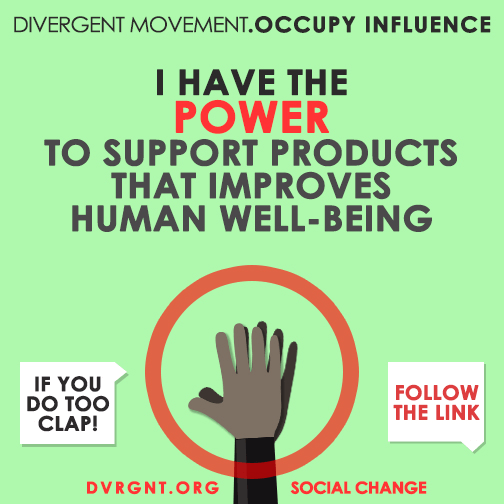 DIVERGENT MOVEMENT.OCCUPY INFLUENCE
I HAVE THE
POWER
TO SUPPORT PRODUCTS
THAT IMPROVES
HUMAN WELL-BEING
IF YOU
DO TOO
CLAP!
FOLLOW
THE LINK
DVRGNT.ORG SOCIAL CHANGE